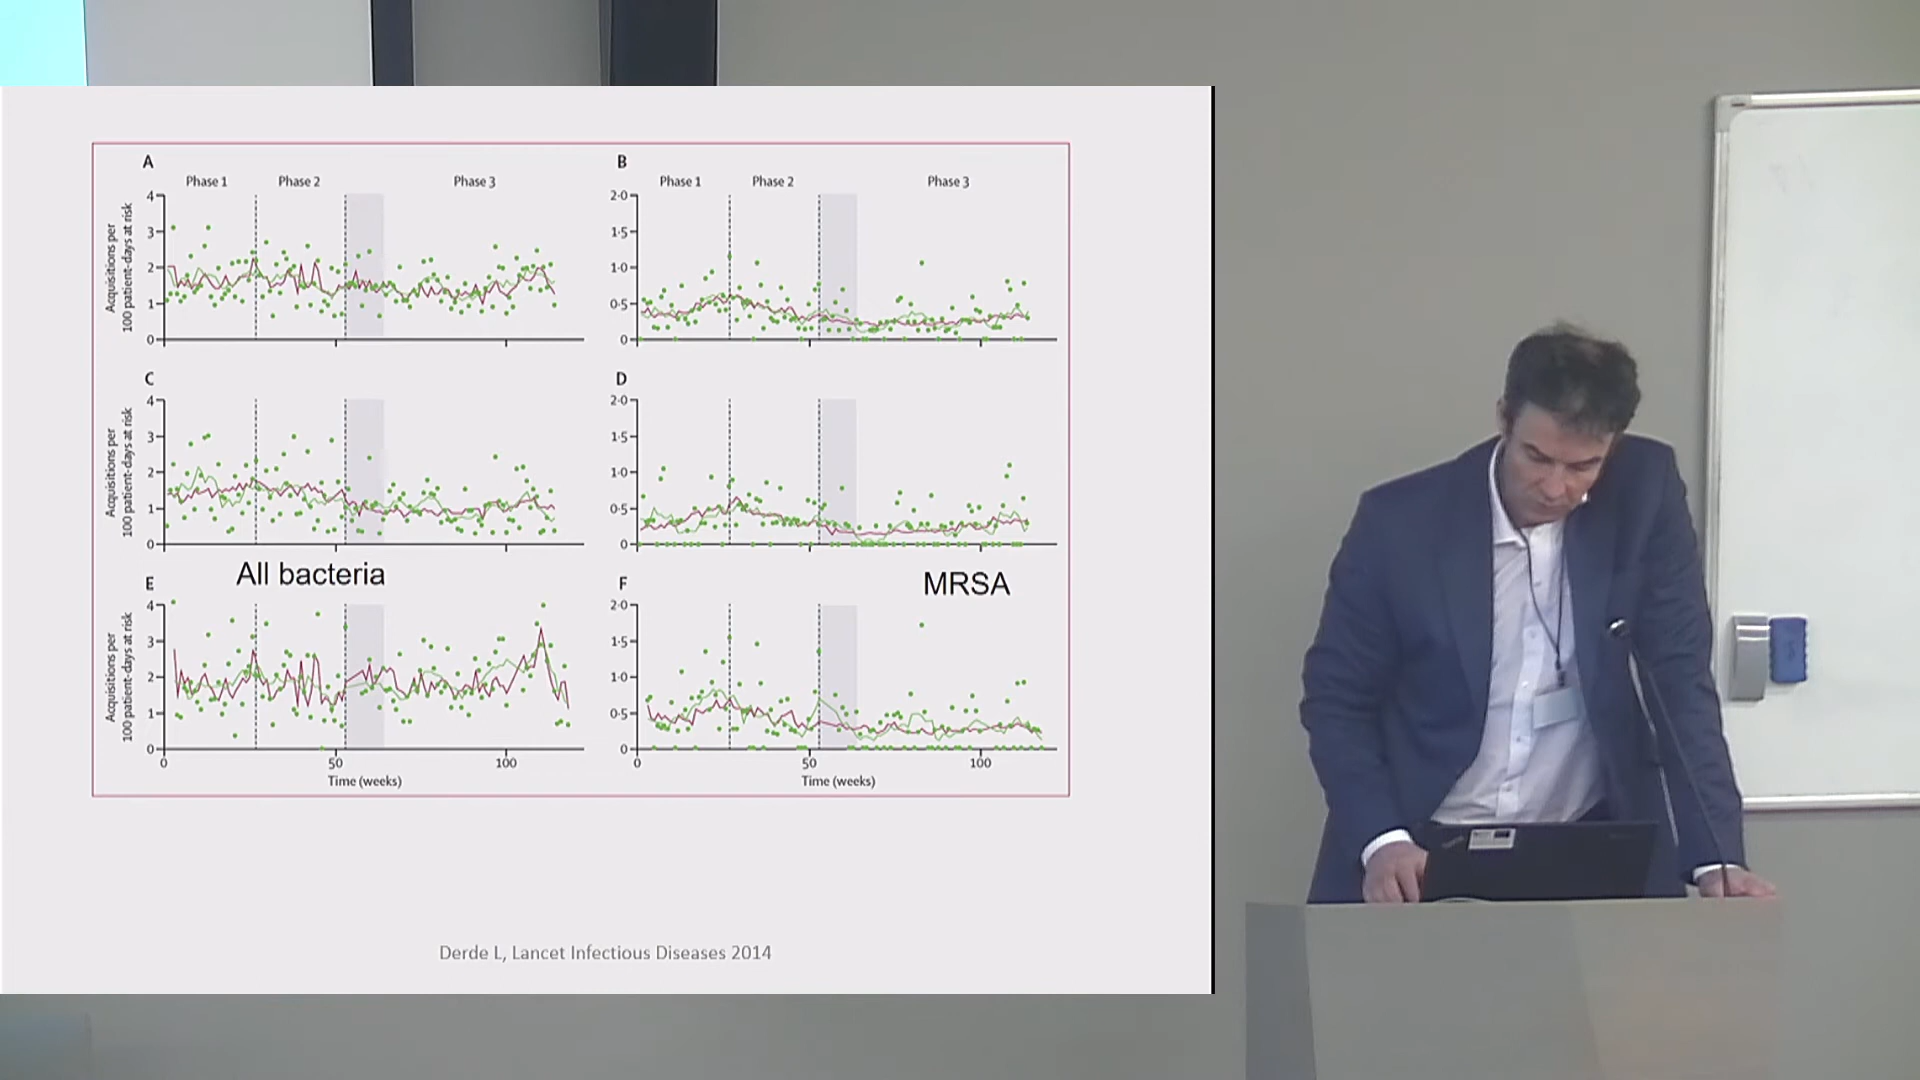 A
Phase 1
Phase 2
Phase 3
Acquisitions per
100 patient-days at risk
4
3
2
1
0
B
Phase 1
Phase 2
Phase 3
2·0
1·5
1·0
0·5
0
C
Acquisitions per
100 patient-days at risk
4
3
2
1
0
D
2·0
1·5
1·0
0·5
0
All bacteria
MRSA
E
Acquisitions per
100 patient-days at risk
4
3
2
1
0
0
50
100
Time (weeks)
F
2·0
1·5
1·0
0·5
0
0
50
100
Time (weeks)
Derde L, Lancet Infectious Diseases 2014